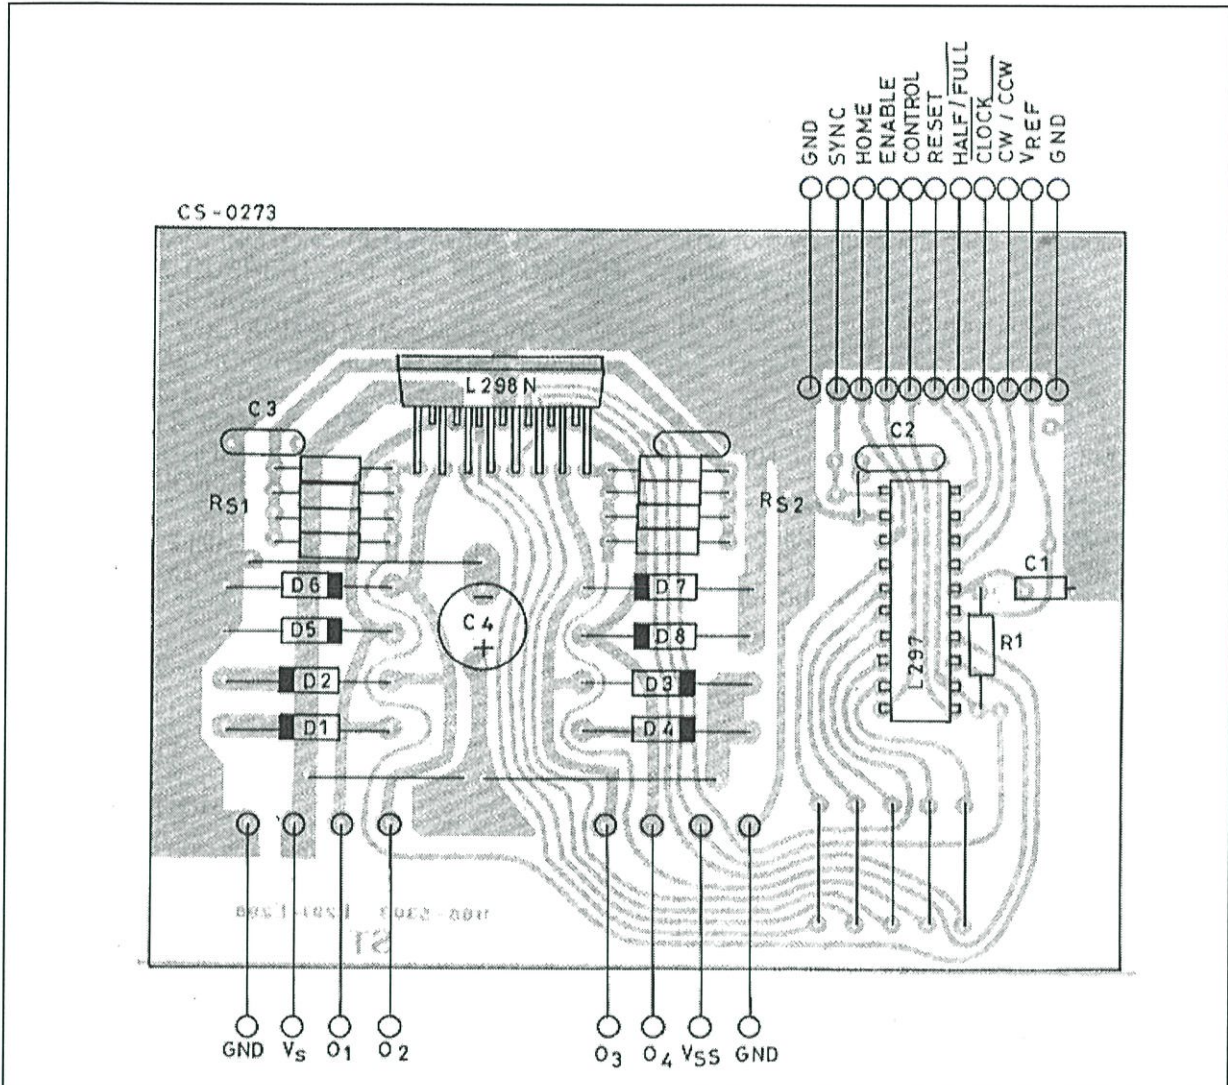 GND
SYNC
HOME
ENABLE
CONTROL
RESET
HALF / FULL
CLOCK
CW / CCW
VREF
GND
CS-0273
L298N
C3
C2
RS1
RS2
C1
D6
D7
C4
D5
D8
R1
L297
D2
D3
D1
D4
GND
VS
O1
O2
O3
O4
VSS
GND